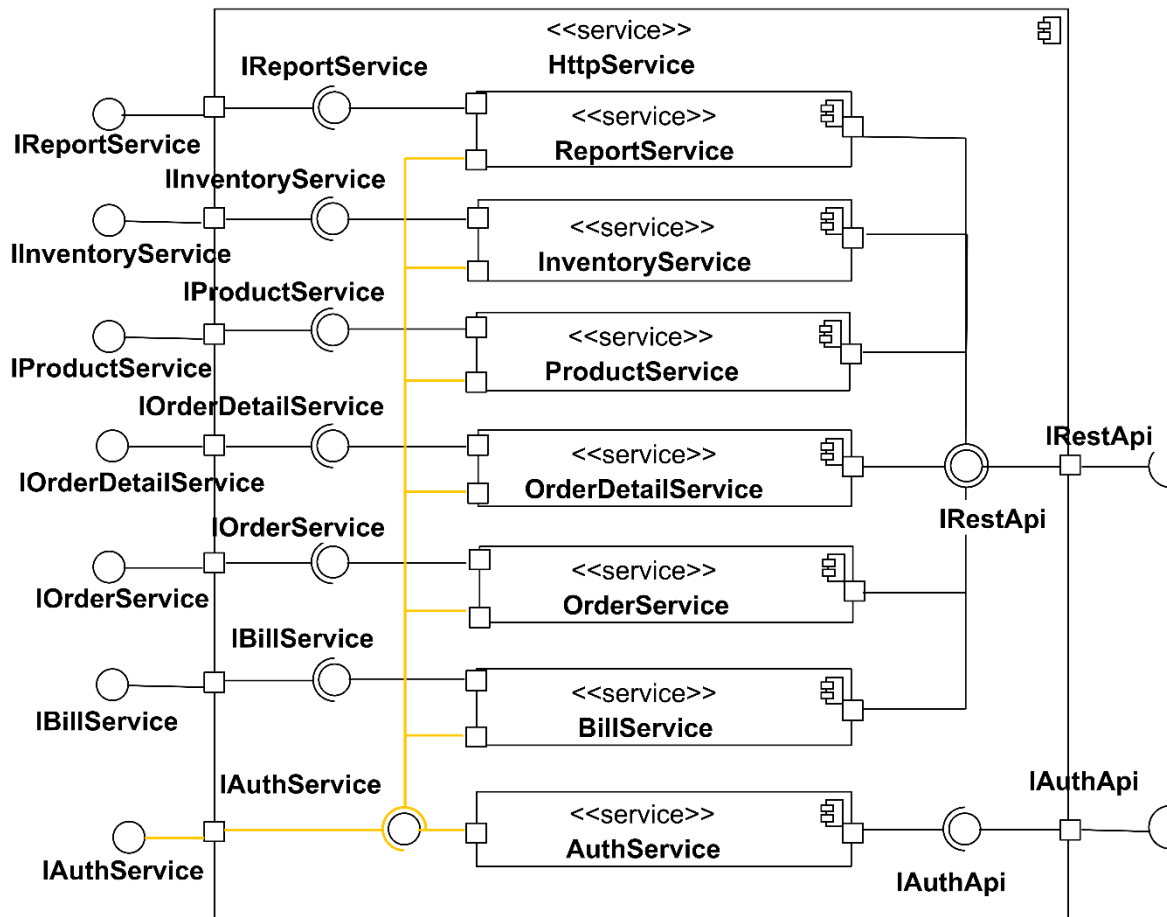 <<service>>
HttpService
IReportService
IReportService
<<service>>
ReportService
IInventoryService
IInventoryService
<<service>>
InventoryService
IProductService
IProductService
<<service>>
ProductService
IOrderDetailService
IOrderDetailService
<<service>>
OrderDetailService
IRestApi
IRestApi
IOrderService
IOrderService
<<service>>
OrderService
IBillService
IBillService
<<service>>
BillService
IAuthService
IAuthService
<<service>>
AuthService
IAuthApi
IAuthApi